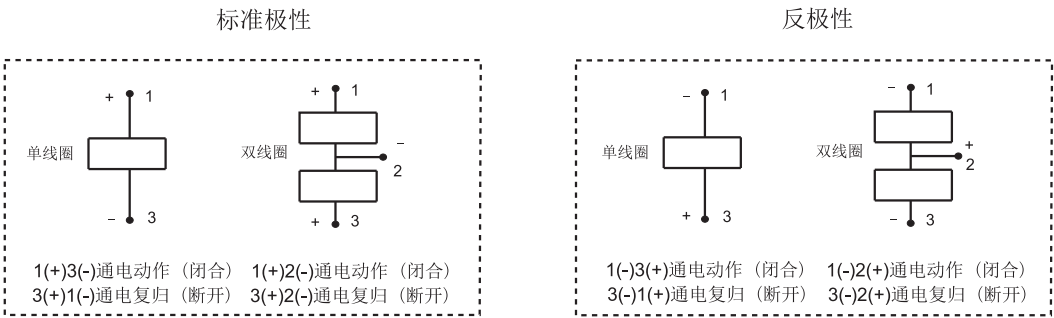 标准极性
+ 1
单线圈
− 3
+ 1
双线圈
−
2
+ 3
1(+)3(-)通电动作（闭合）
3(+)1(-)通电复归（断开）
1(+)2(-)通电动作（闭合）
3(+)2(-)通电复归（断开）
反极性
− 1
单线圈
+ 3
− 1
双线圈
+
2
− 3
1(-)3(+)通电动作（闭合）
3(-)1(+)通电复归（断开）
1(-)2(+)通电动作（闭合）
3(-)2(+)通电复归（断开）